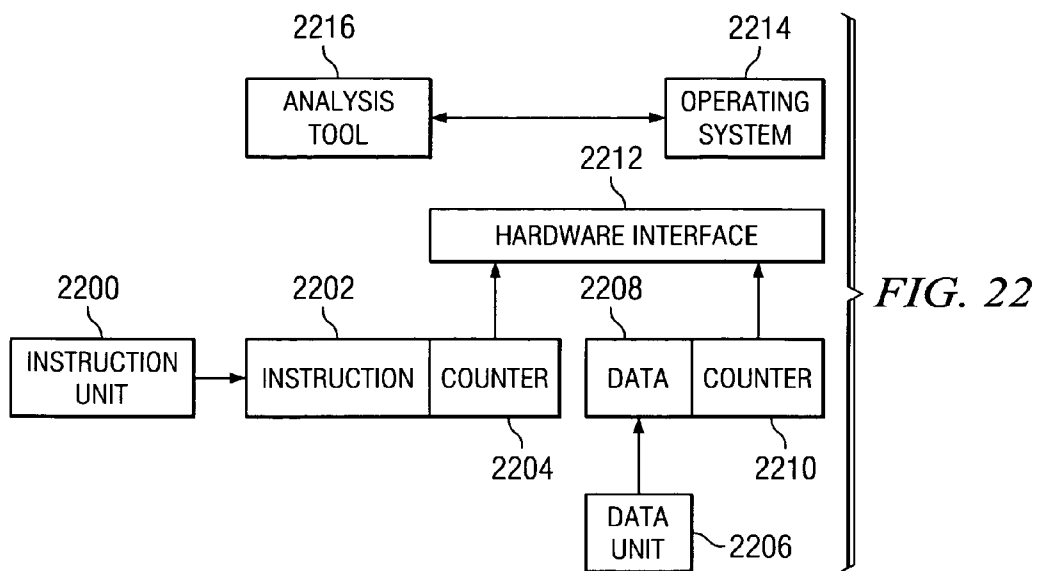 2216
2214
ANALYSIS
TOOL
OPERATING
SYSTEM
2212
HARDWARE INTERFACE
2200
2202
2208
FIG. 22
INSTRUCTION
UNIT
INSTRUCTION
COUNTER
DATA
COUNTER
2204
2210
DATA
UNIT
2206